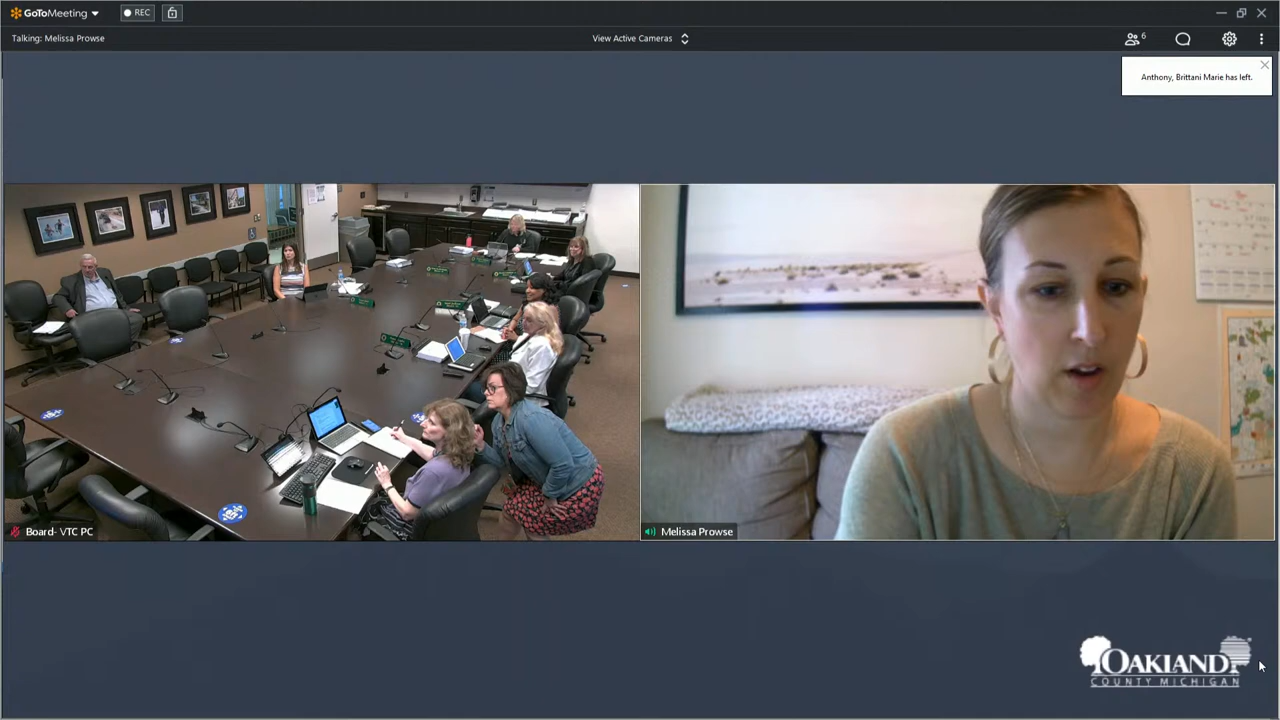 GoToMeeting
REC
Talking: Melissa Prowse
View Active Cameras
6
Anthony, Brittani Marie has left.
Board- VTC PC
Melissa Prowse
OAKLAND
COUNTY MICHIGAN